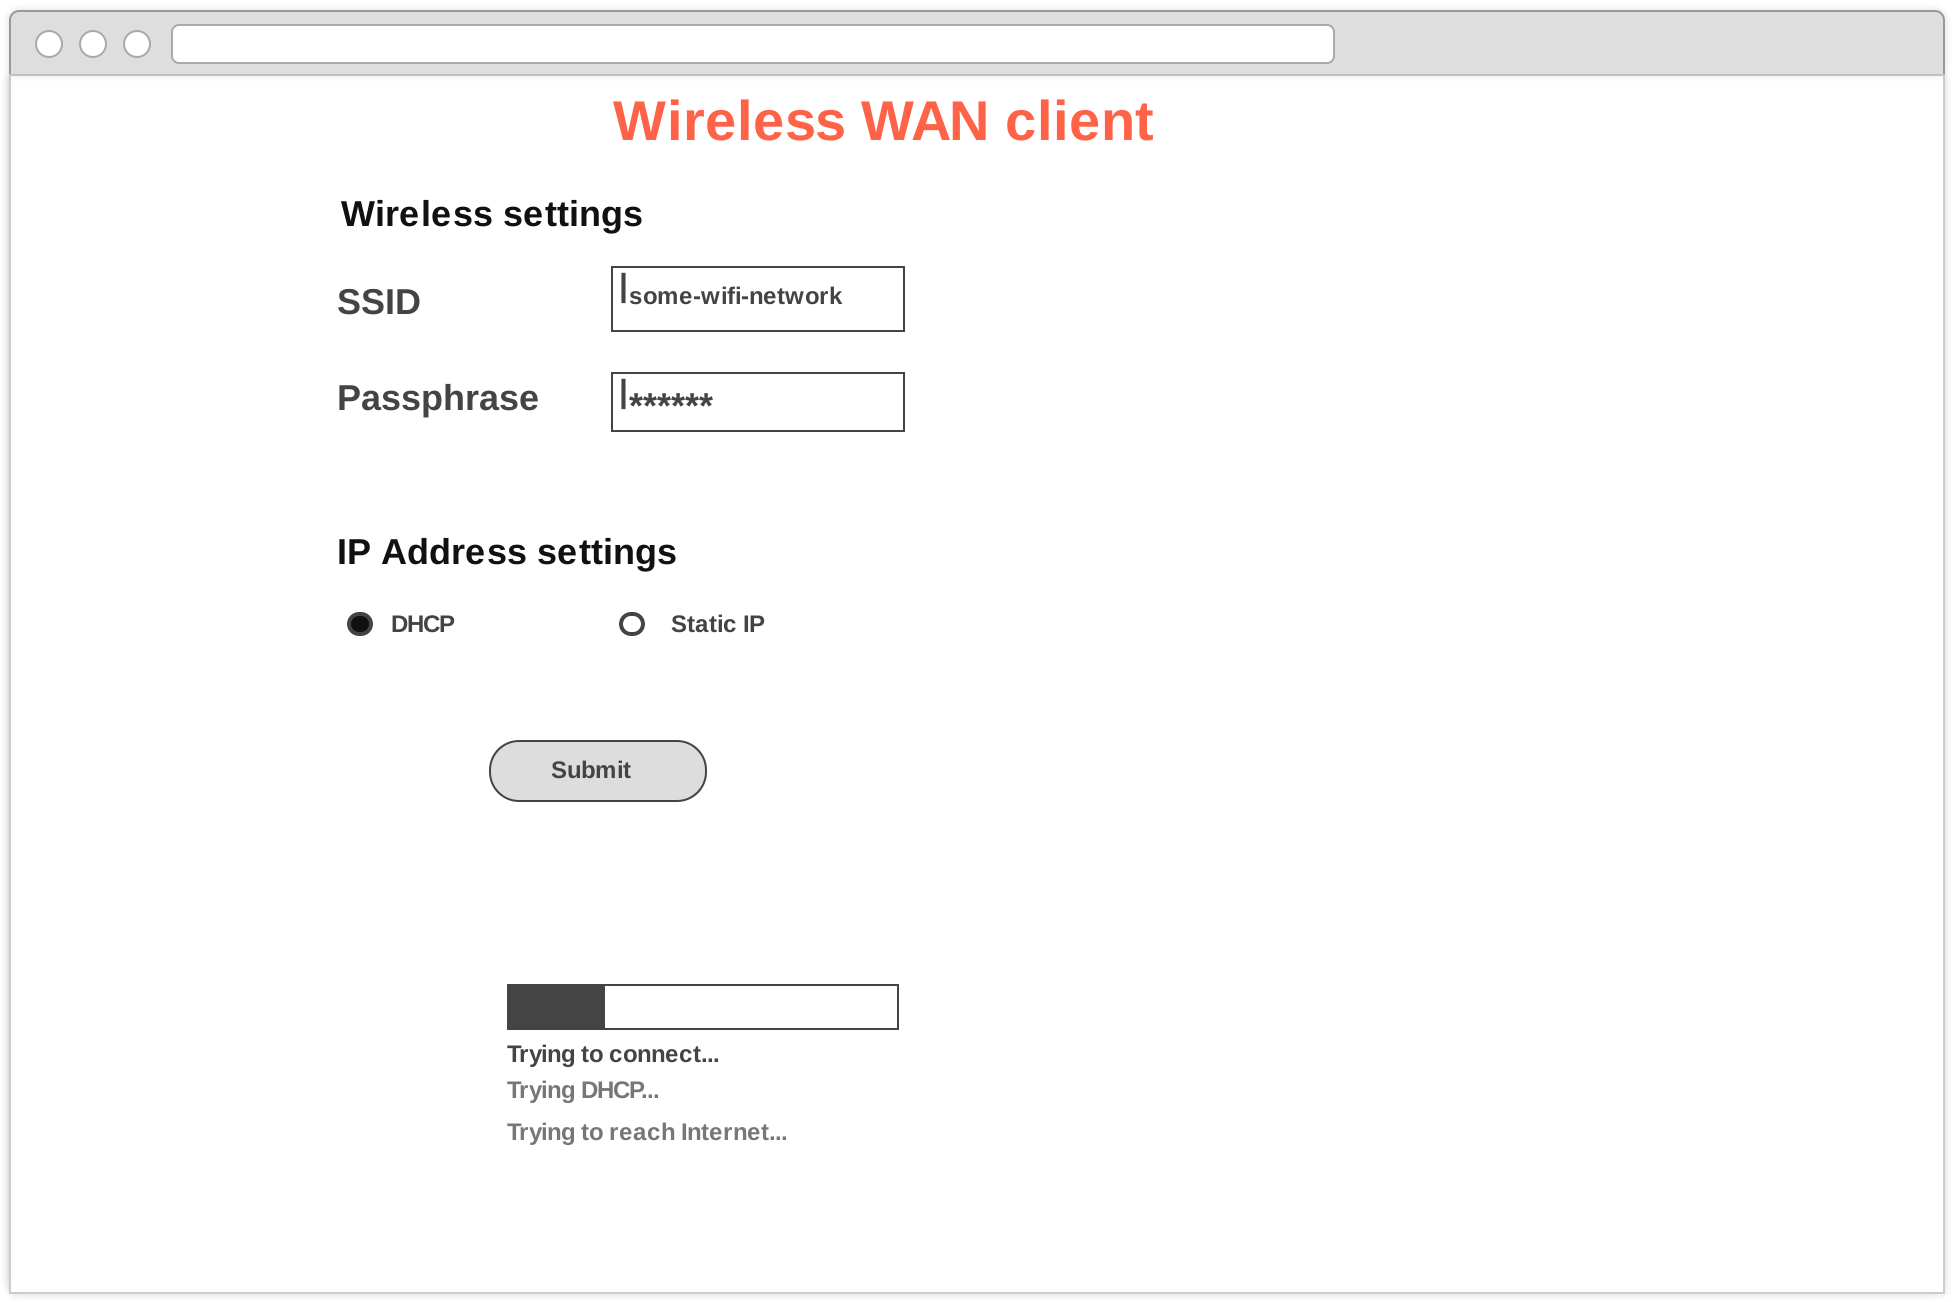 Wireless WAN client
Wireless settings
SSID
some-wifi-network
Passphrase
******
IP Address settings
DHCP
Static IP
Submit
Trying to connect...
Trying DHCP...
Trying to reach Internet...